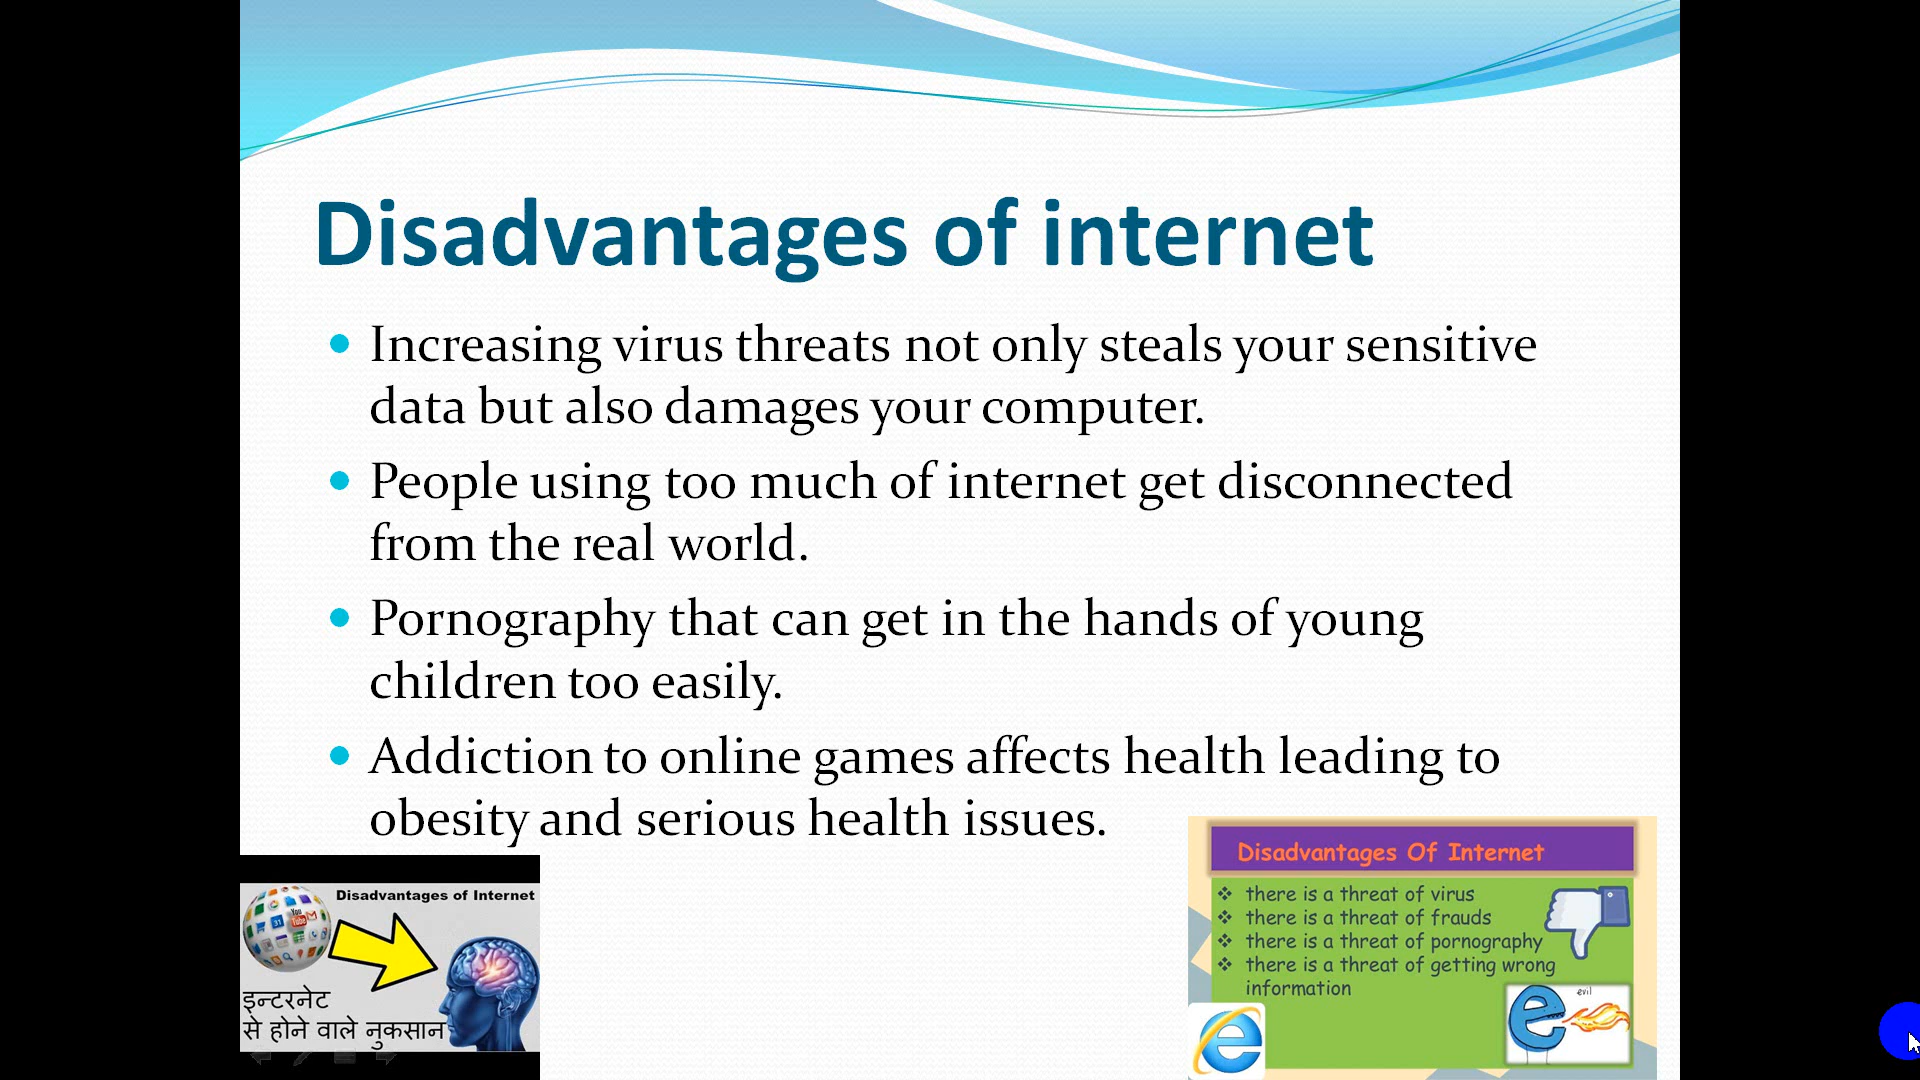 Disadvantages of internet
Increasing virus threats not only steals your sensitive
data but also damages your computer.
People using too much of internet get disconnected
from the real world.
Pornography that can get in the hands of young
children too easily.
Addiction to online games affects health leading to
obesity and serious health issues.
Disadvantages of Internet
You
Tube
31
इन्टरनेट
से होने वाले नुकसान
Disadvantages Of Internet
there is a threat of virus
there is a threat of frauds
there is a threat of pornography
there is a threat of getting wrong
information
evil